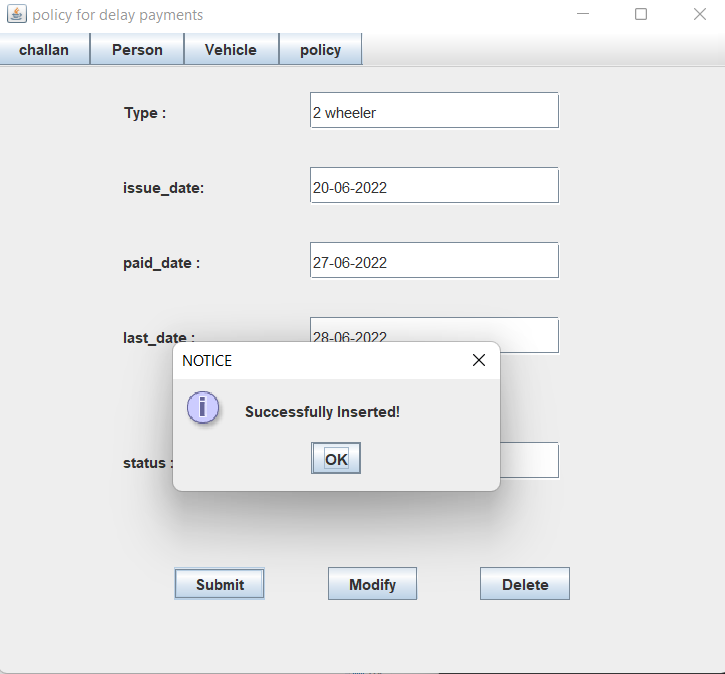 policy for delay payments
challan Person Vehicle policy
Type : 2 wheeler
issue_date: 20-06-2022
paid_date : 27-06-2022
last_date : 28-06-2022
NOTICE
Successfully Inserted!
OK
status :
Submit Modify Delete